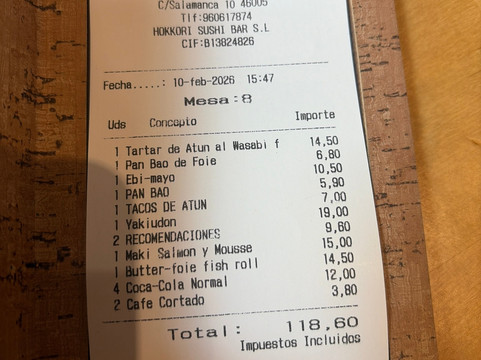 C/Salamanca 10 46005
Tlf:960617874
HOKKORI SUSHI BAR S.L
CIF:B13824826
Fecha.....: 10-feb-2026 15:47
Mesa:8
Uds Concepto Importe
1 Tartar de Atun al Wasabi f 14,50
1 Pan Bao de Foie 6,80
1 Ebi-mayo 10,50
1 PAN BAO 5,90
1 TACOS DE ATUN 7,00
1 Yakiudon 19,00
2 RECOMENDACIONES 9,60
1 Maki Salmon y Mousse 15,00
1 Butter-foie fish roll 14,50
4 Coca-Cola Normal 12,00
2 Cafe Cortado 3,80
Total: 118,60
Impuestos Incluidos